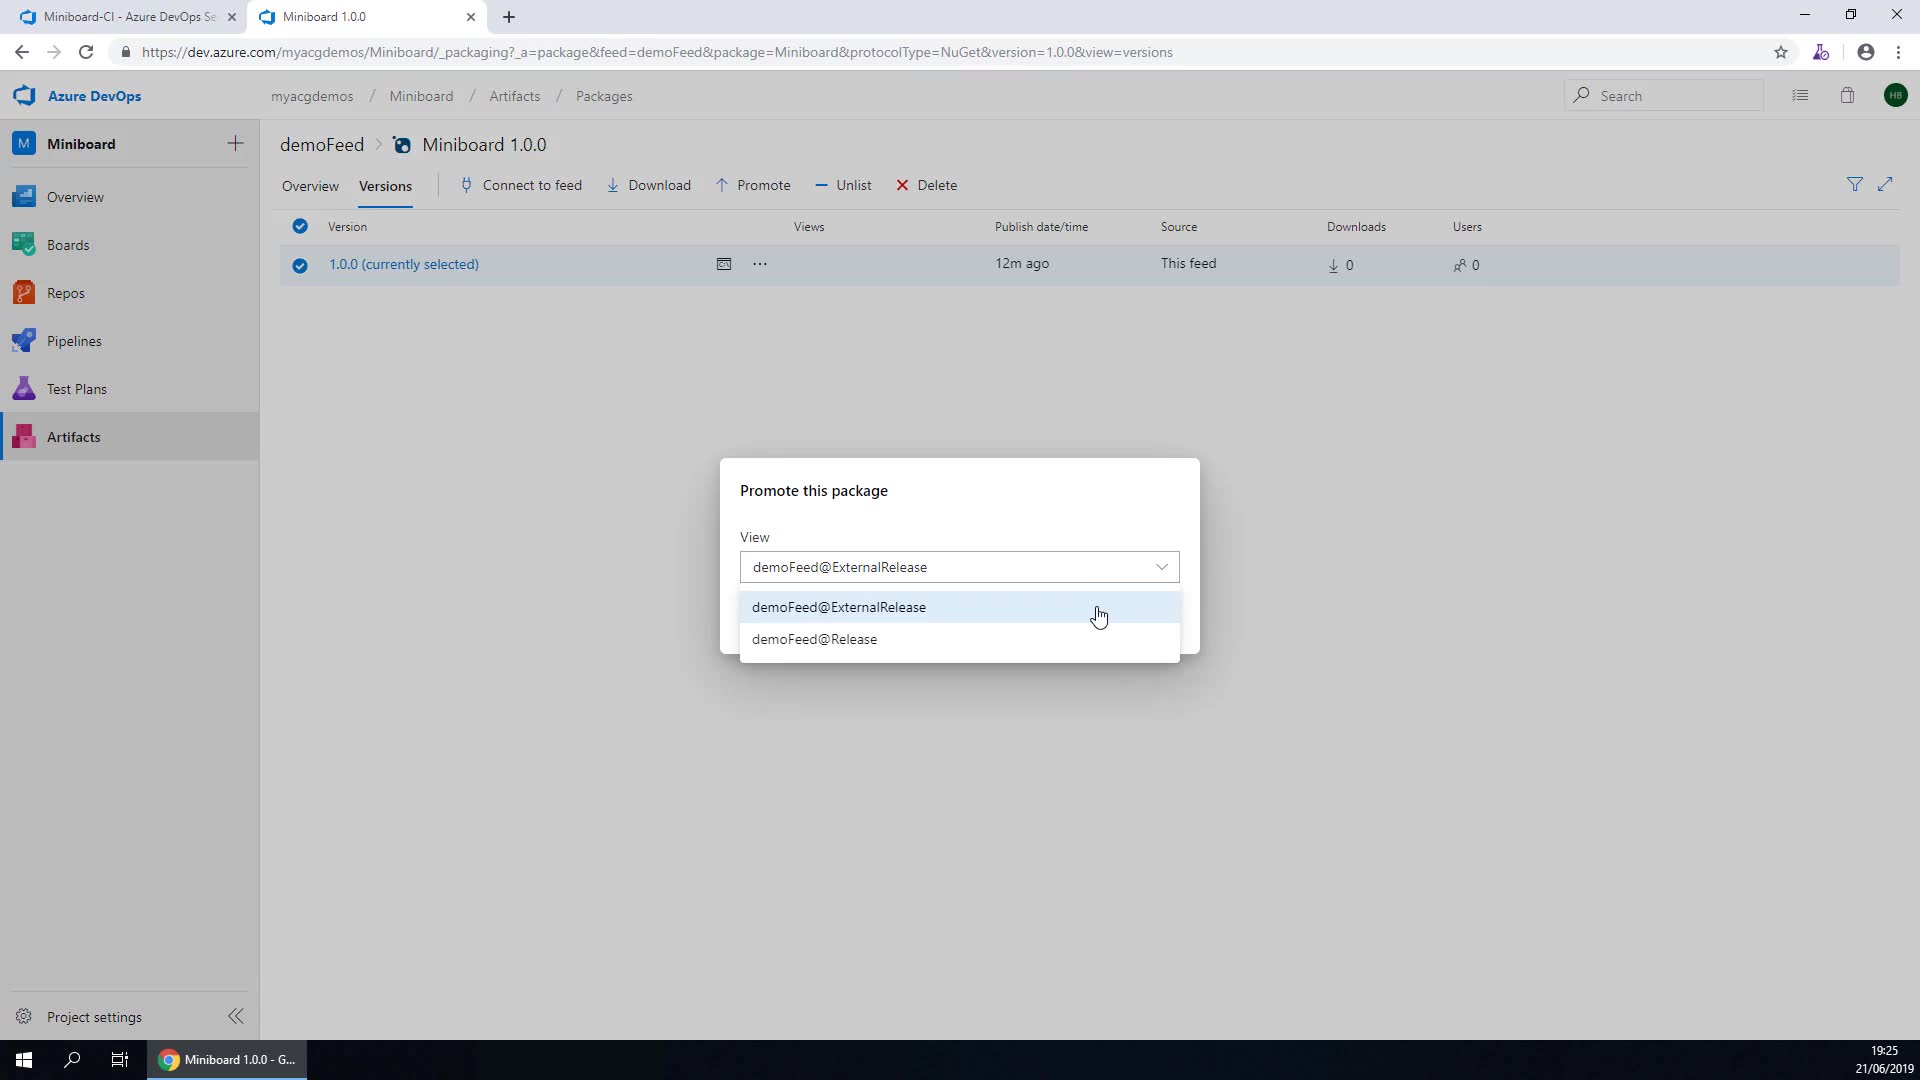 Miniboard-CI - Azure DevOps Se
Miniboard 1.0.0
https://dev.azure.com/myacgdemos/Miniboard/_packaging?_a=package&feed=demoFeed&package=Miniboard&protocolType=NuGet&version=1.0.0&view=versions
Azure DevOps
myacgdemos / Miniboard / Artifacts / Packages
Search
HB
M Miniboard
demoFeed > Miniboard 1.0.0
Overview
Versions
Connect to feed
Download
Promote
Unlist
Delete
Overview
Boards
Repos
Pipelines
Test Plans
Artifacts
Version Views Publish date/time Source Downloads Users
1.0.0 (currently selected) ... 12m ago This feed 0 0
Promote this package
View
demoFeed@ExternalRelease
demoFeed@ExternalRelease
demoFeed@Release
Project settings
Miniboard 1.0.0 - G...
19:25
21/06/2019